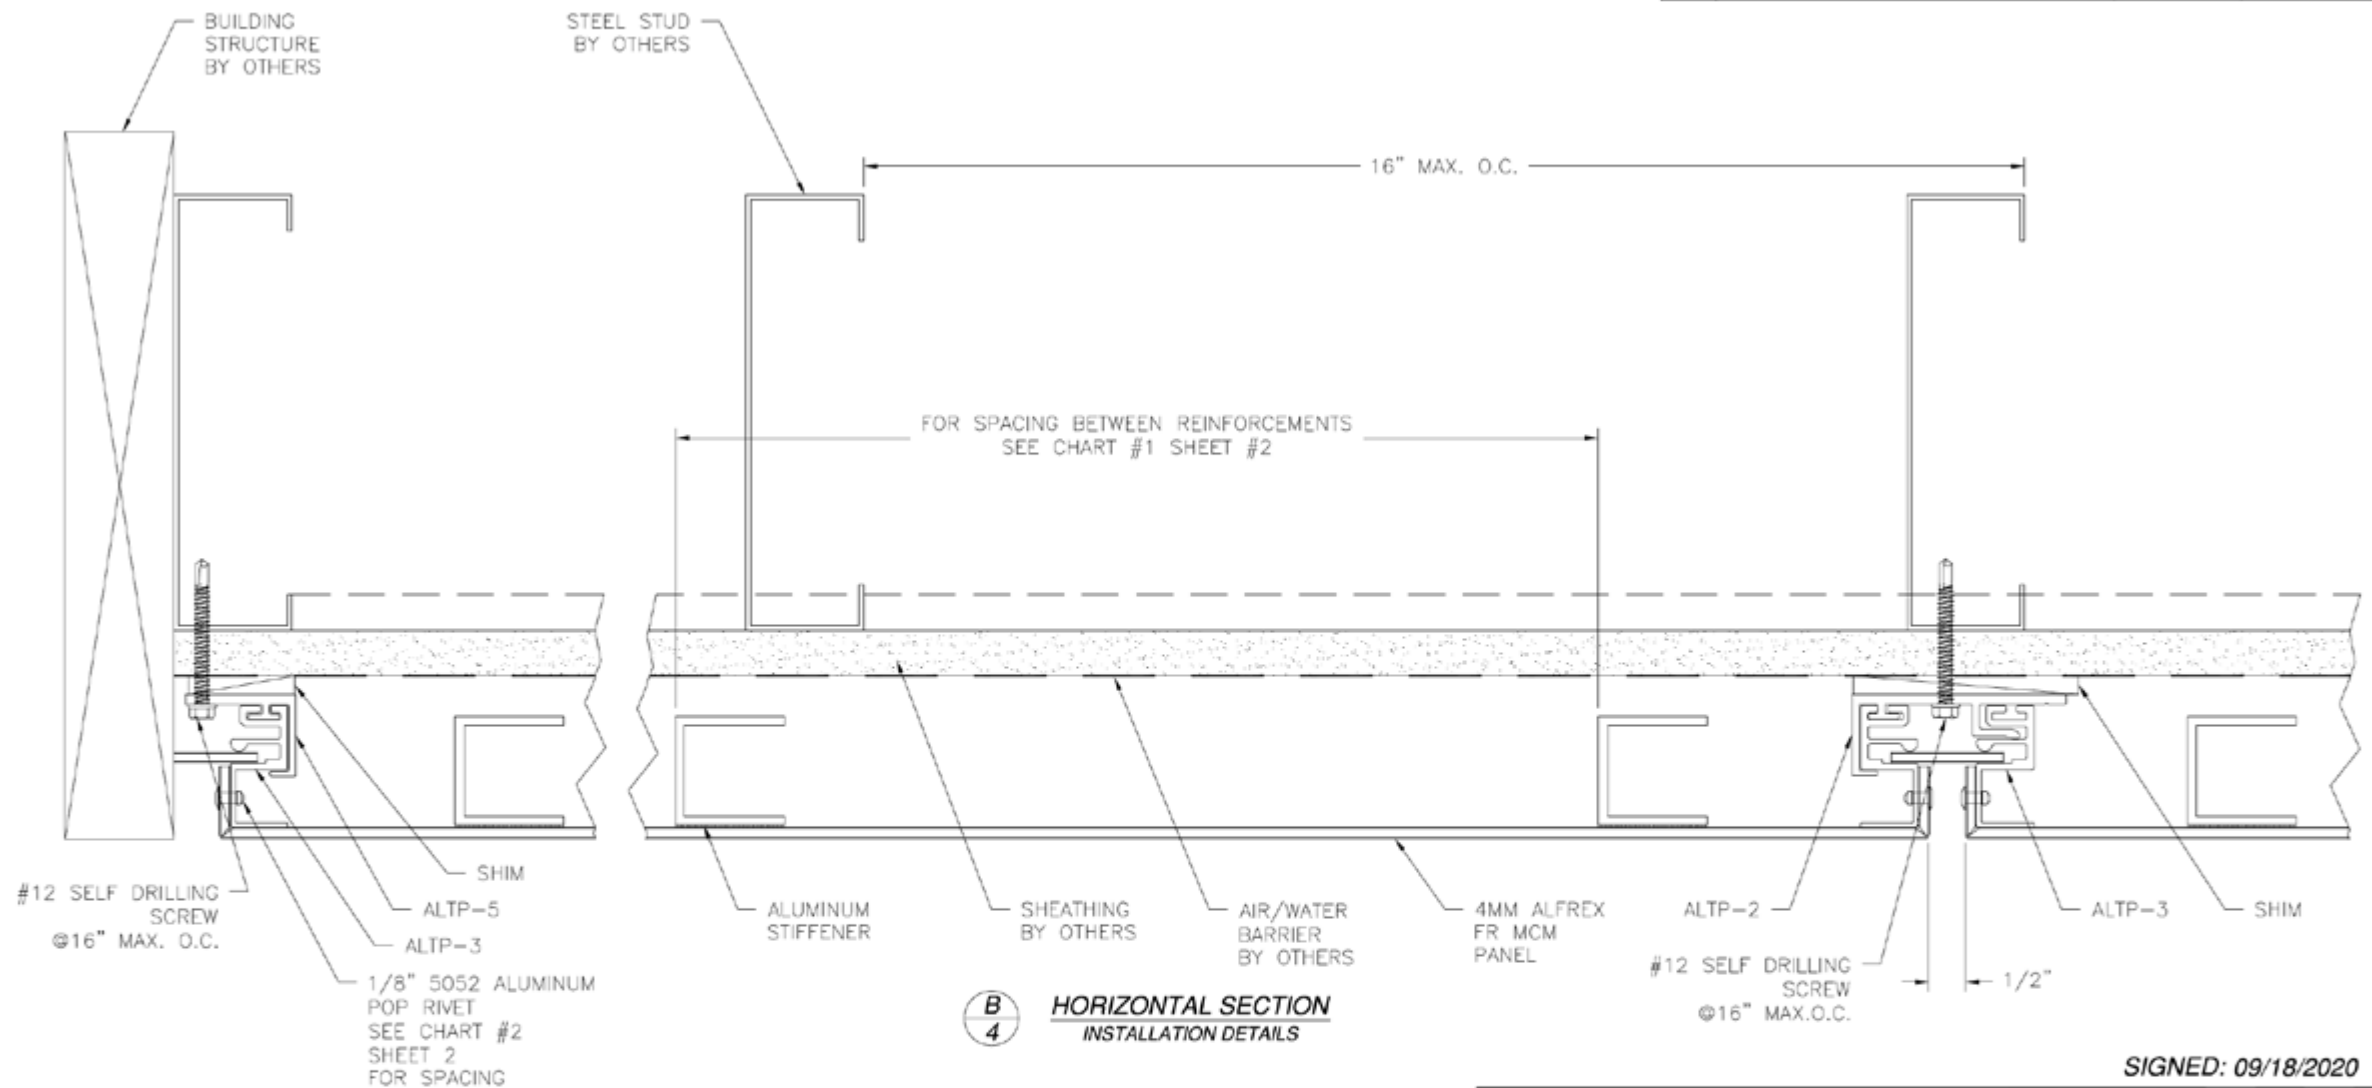 BUILDING
STRUCTURE
BY OTHERS
STEEL STUD
BY OTHERS
16" MAX. O.C.
FOR SPACING BETWEEN REINFORCEMENTS
SEE CHART #1 SHEET #2
#12 SELF DRILLING
SCREW
@16" MAX. O.C.
SHIM
ALTP-5
ALTP-3
1/8" 5052 ALUMINUM
POP RIVET
SEE CHART #2
SHEET 2
FOR SPACING
ALUMINUM
STIFFENER
SHEATHING
BY OTHERS
AIR/WATER
BARRIER
BY OTHERS
4MM ALFREX
FR MCM
PANEL
ALTP-2
#12 SELF DRILLING
SCREW
@16" MAX.O.C.
ALTP-3
SHIM
1/2"
B
4
HORIZONTAL SECTION
INSTALLATION DETAILS
SIGNED: 09/18/2020